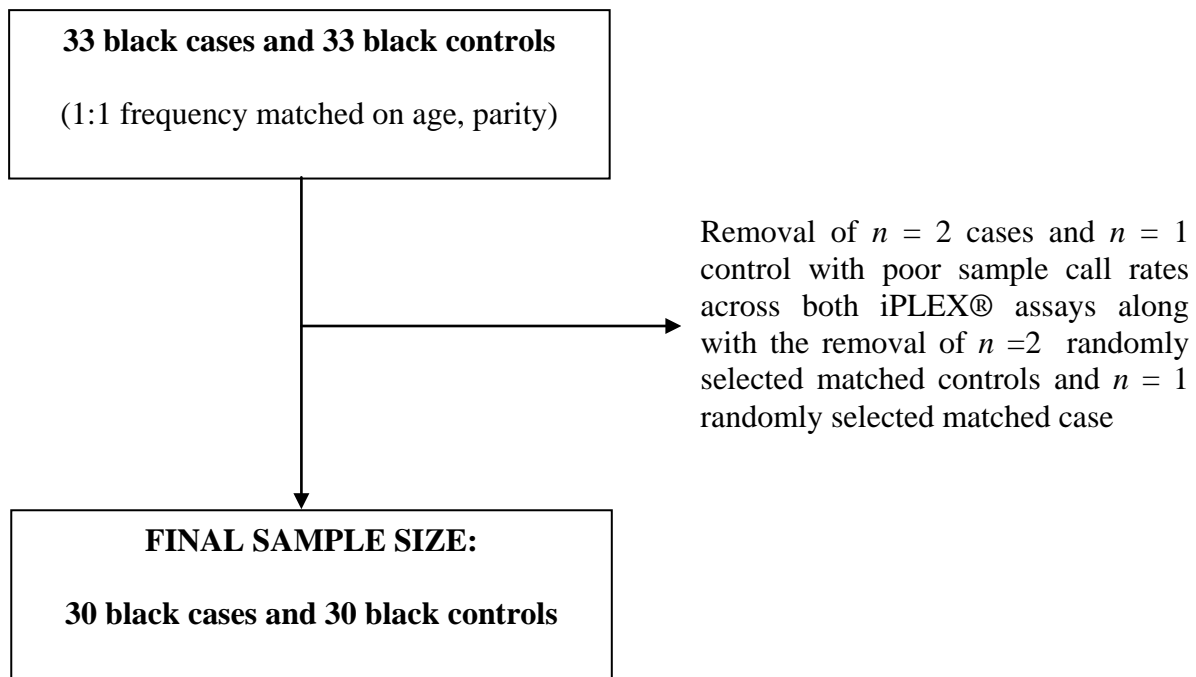 33 black cases and 33 black controls
(1:1 frequency matched on age, parity)
Removal of n = 2 cases and n = 1
control with poor sample call rates
across both iPLEX® assays along
with the removal of n =2 randomly
selected matched controls and n = 1
randomly selected matched case
FINAL SAMPLE SIZE:
30 black cases and 30 black controls